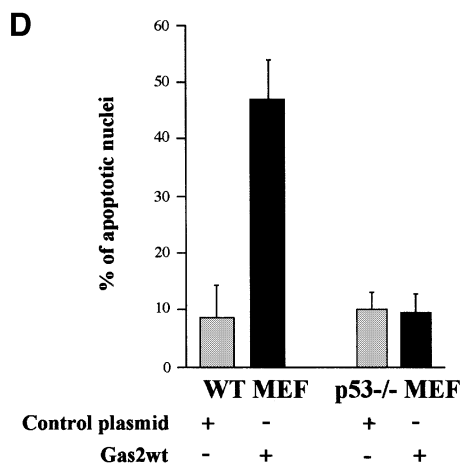 D
60
50
40
30
20
10
0
% of apoptotic nuclei
WT MEF p53-/- MEF
Control plasmid + - + -
Gas2wt - + - +